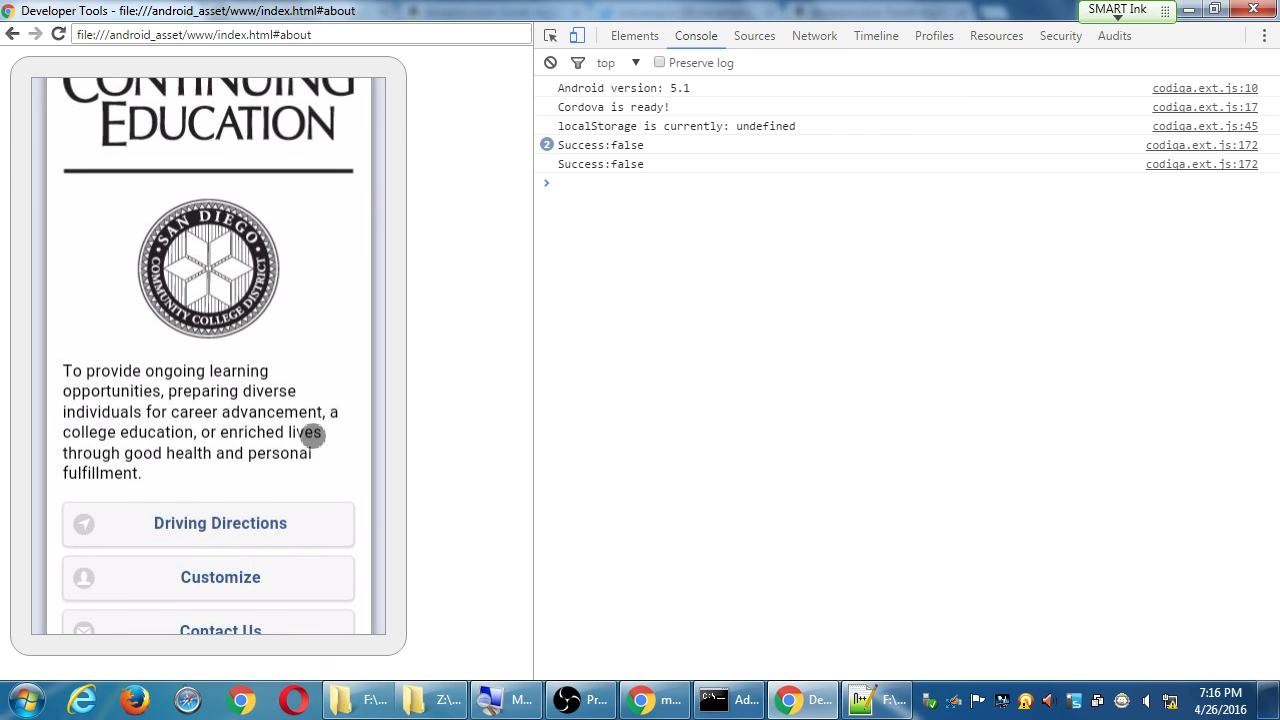 Developer Tools - file:///android_asset/www/index.html#about
SMART Ink
file:///android_asset/www/index.html#about
Elements Console Sources Network Timeline Profiles Resources Security Audits
top Preserve log
Android version: 5.1 codiqa.ext.js:10
Cordova is ready! codiqa.ext.js:17
localStorage is currently: undefined codiqa.ext.js:45
2 Success:false codiqa.ext.js:172
Success:false codiqa.ext.js:172
CONTINUING
EDUCATION
SAN DIEGO
COMMUNITY COLLEGE DISTRICT
To provide ongoing learning
opportunities, preparing diverse
individuals for career advancement, a
college education, or enriched lives
through good health and personal
fulfillment.
Driving Directions
Customize
Contact Us
F:\... Z:\... M... Pr... m... Ad... De... F:\...
7:16 PM
4/26/2016